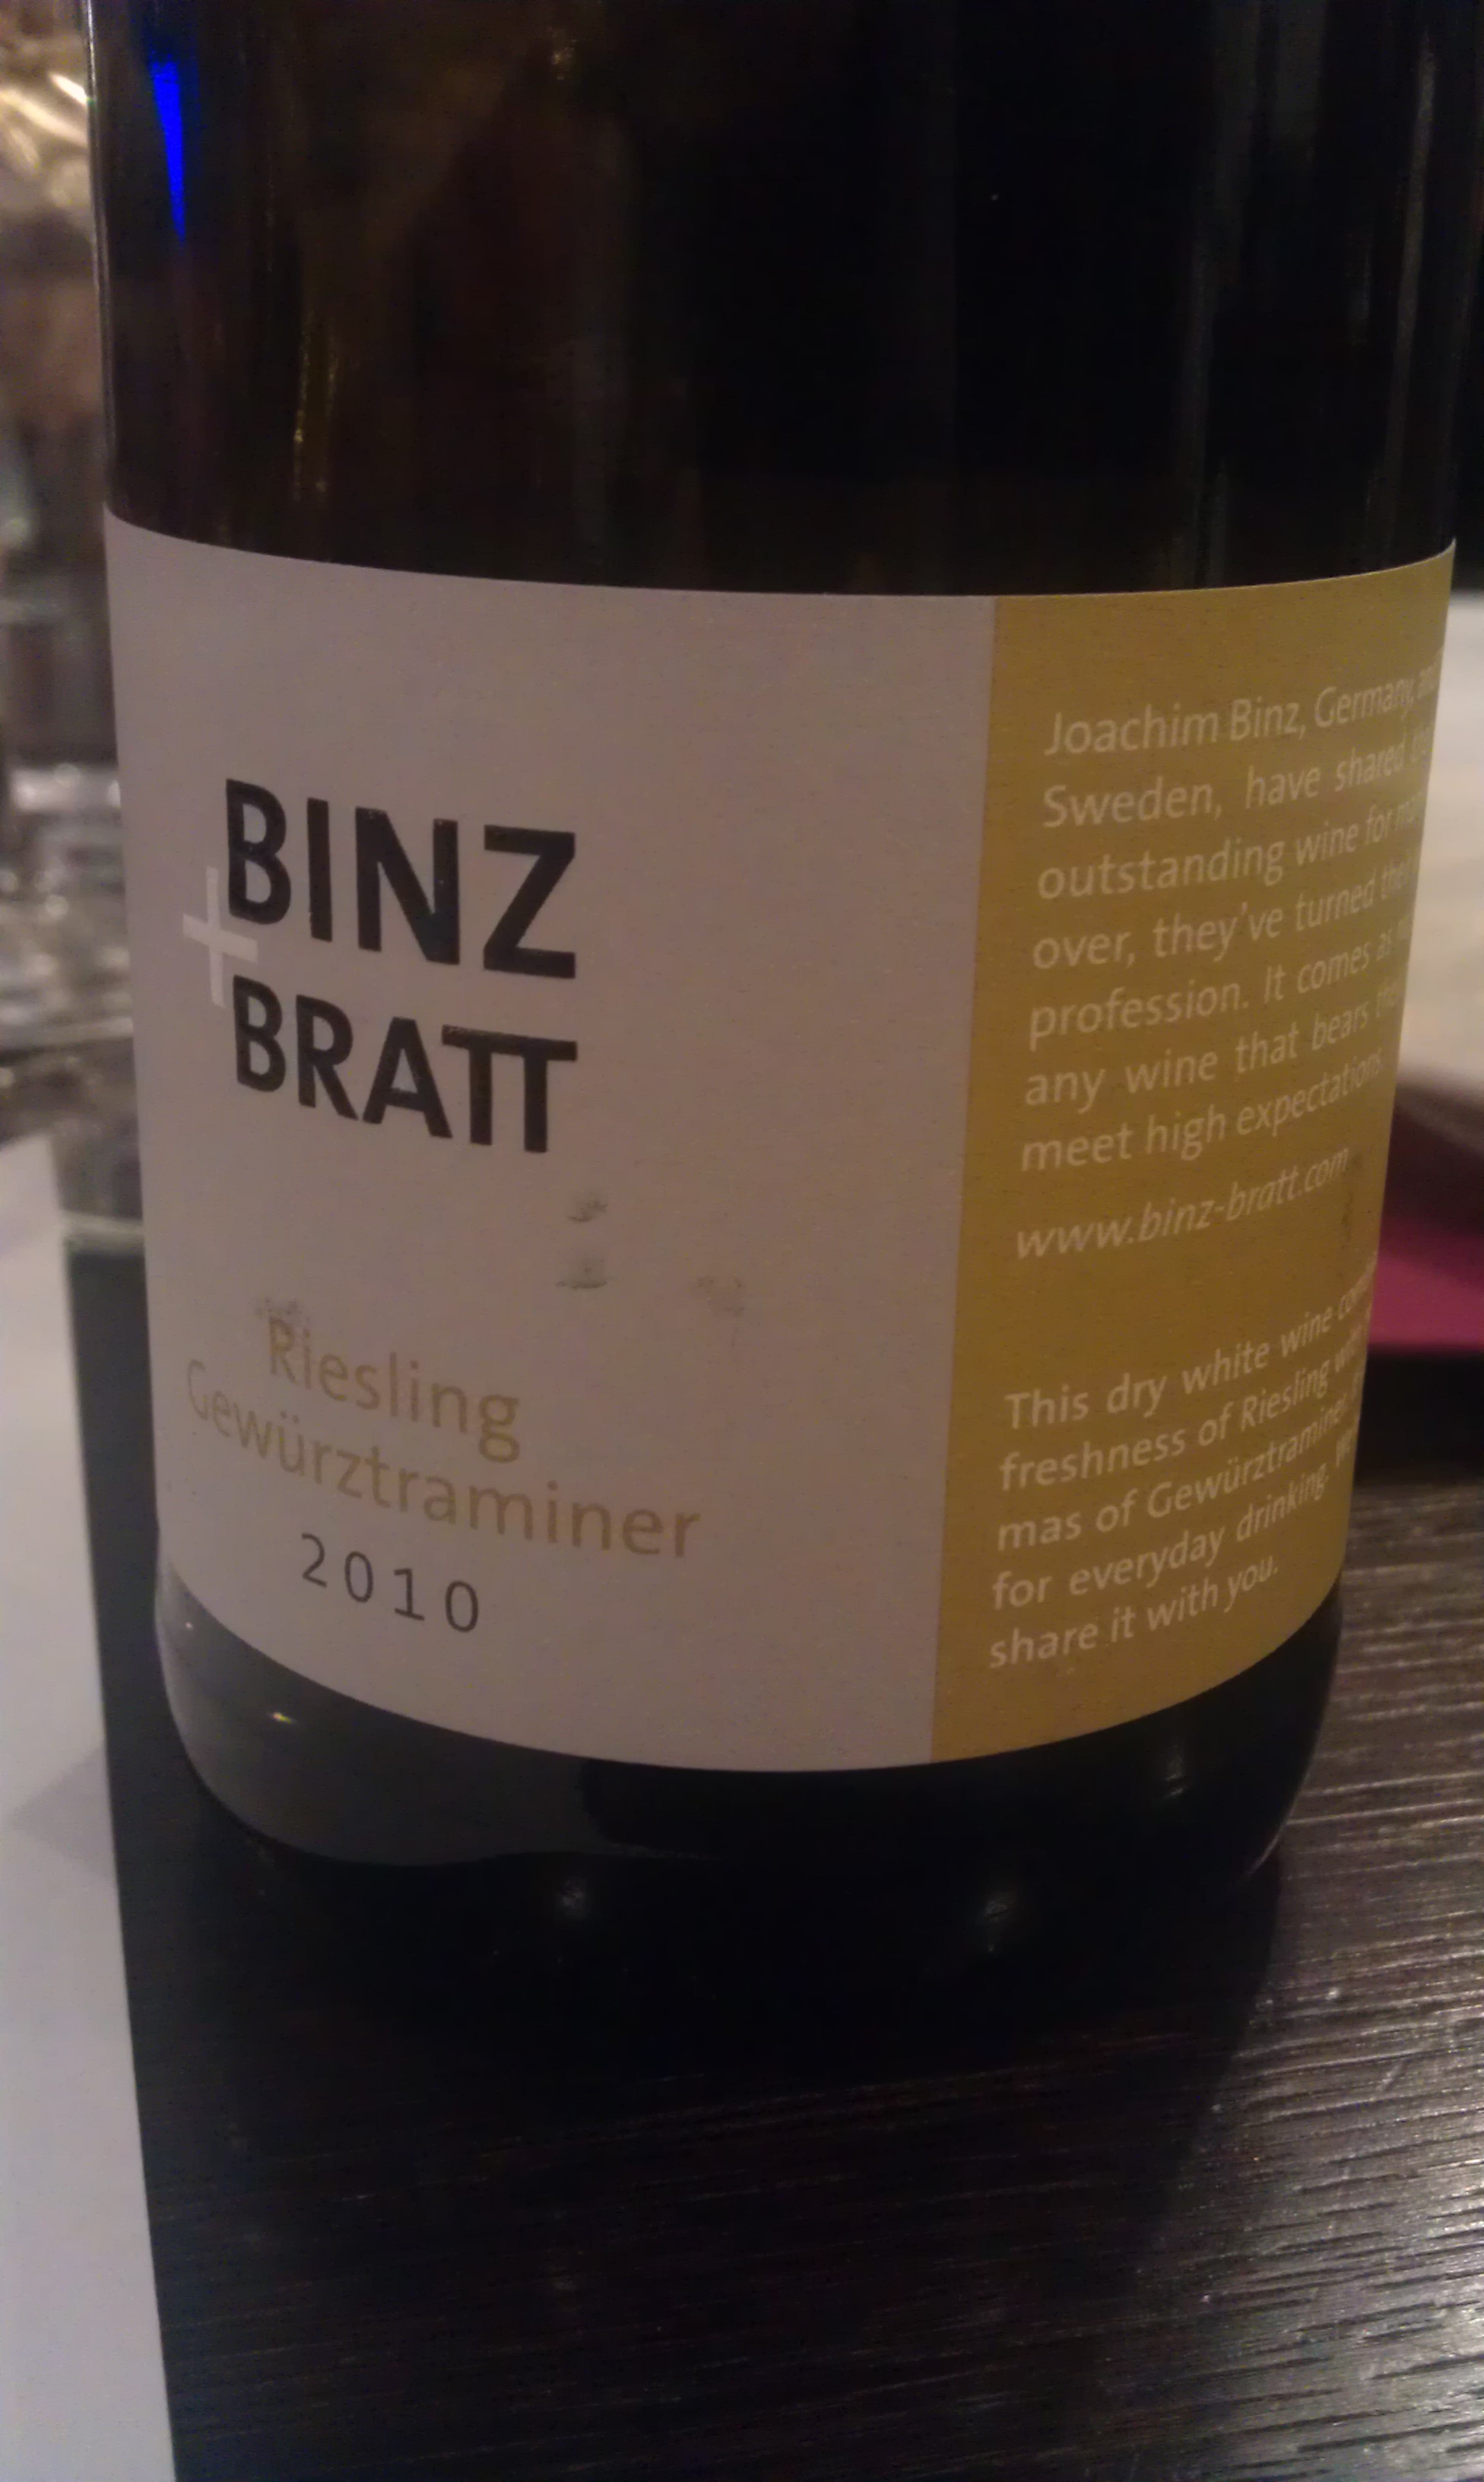 BINZ
+
BRATT
Riesling
Gewürztraminer
2010
Joachim Binz, Germany, and
Sweden, have shared
outstanding wine for
over, they've turned
profession. It comes as
any wine that bears
meet high expectations.
www.binz-bratt.com
This dry white wine
freshness of Riesling
mas of Gewürztraminer
for everyday drinking.
share it with you.